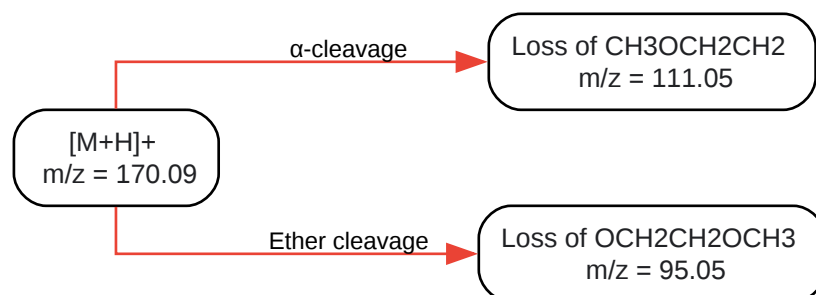 α-cleavage
Loss of CH3OCH2CH2
m/z = 111.05
[M+H]+
m/z = 170.09
Ether cleavage
Loss of OCH2CH2OCH3
m/z = 95.05